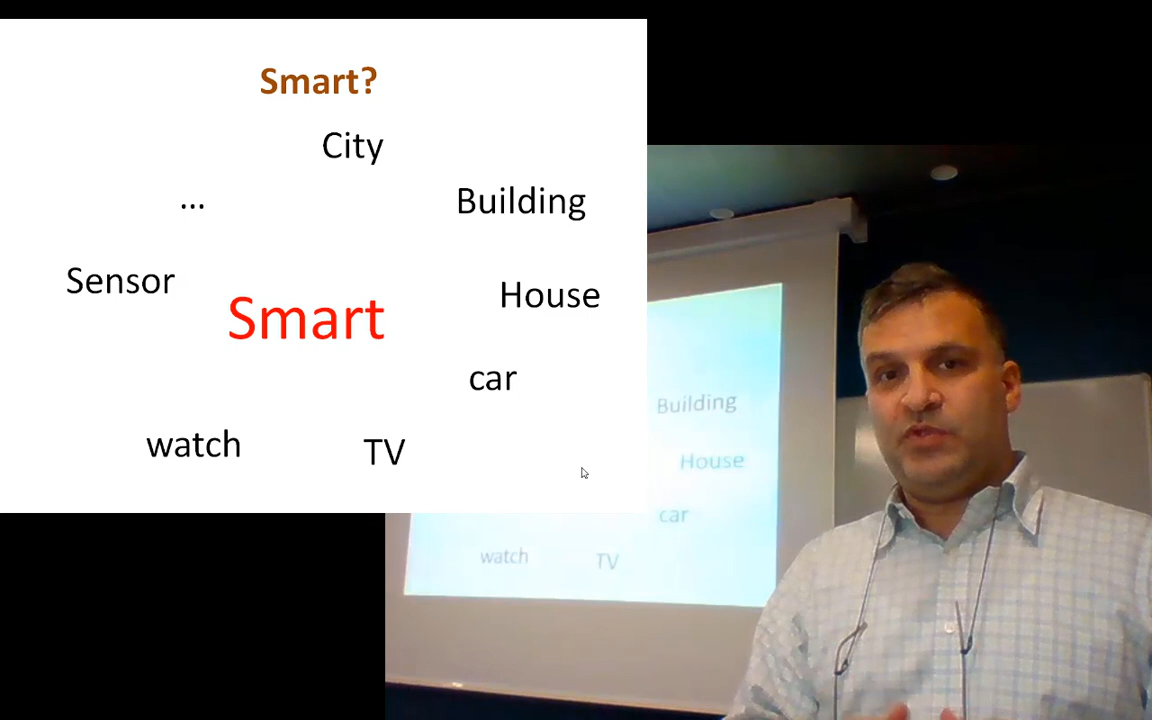 Smart?
City
...
Building
Sensor
House
Smart
car
watch
TV
Building
House
car
watch
TV